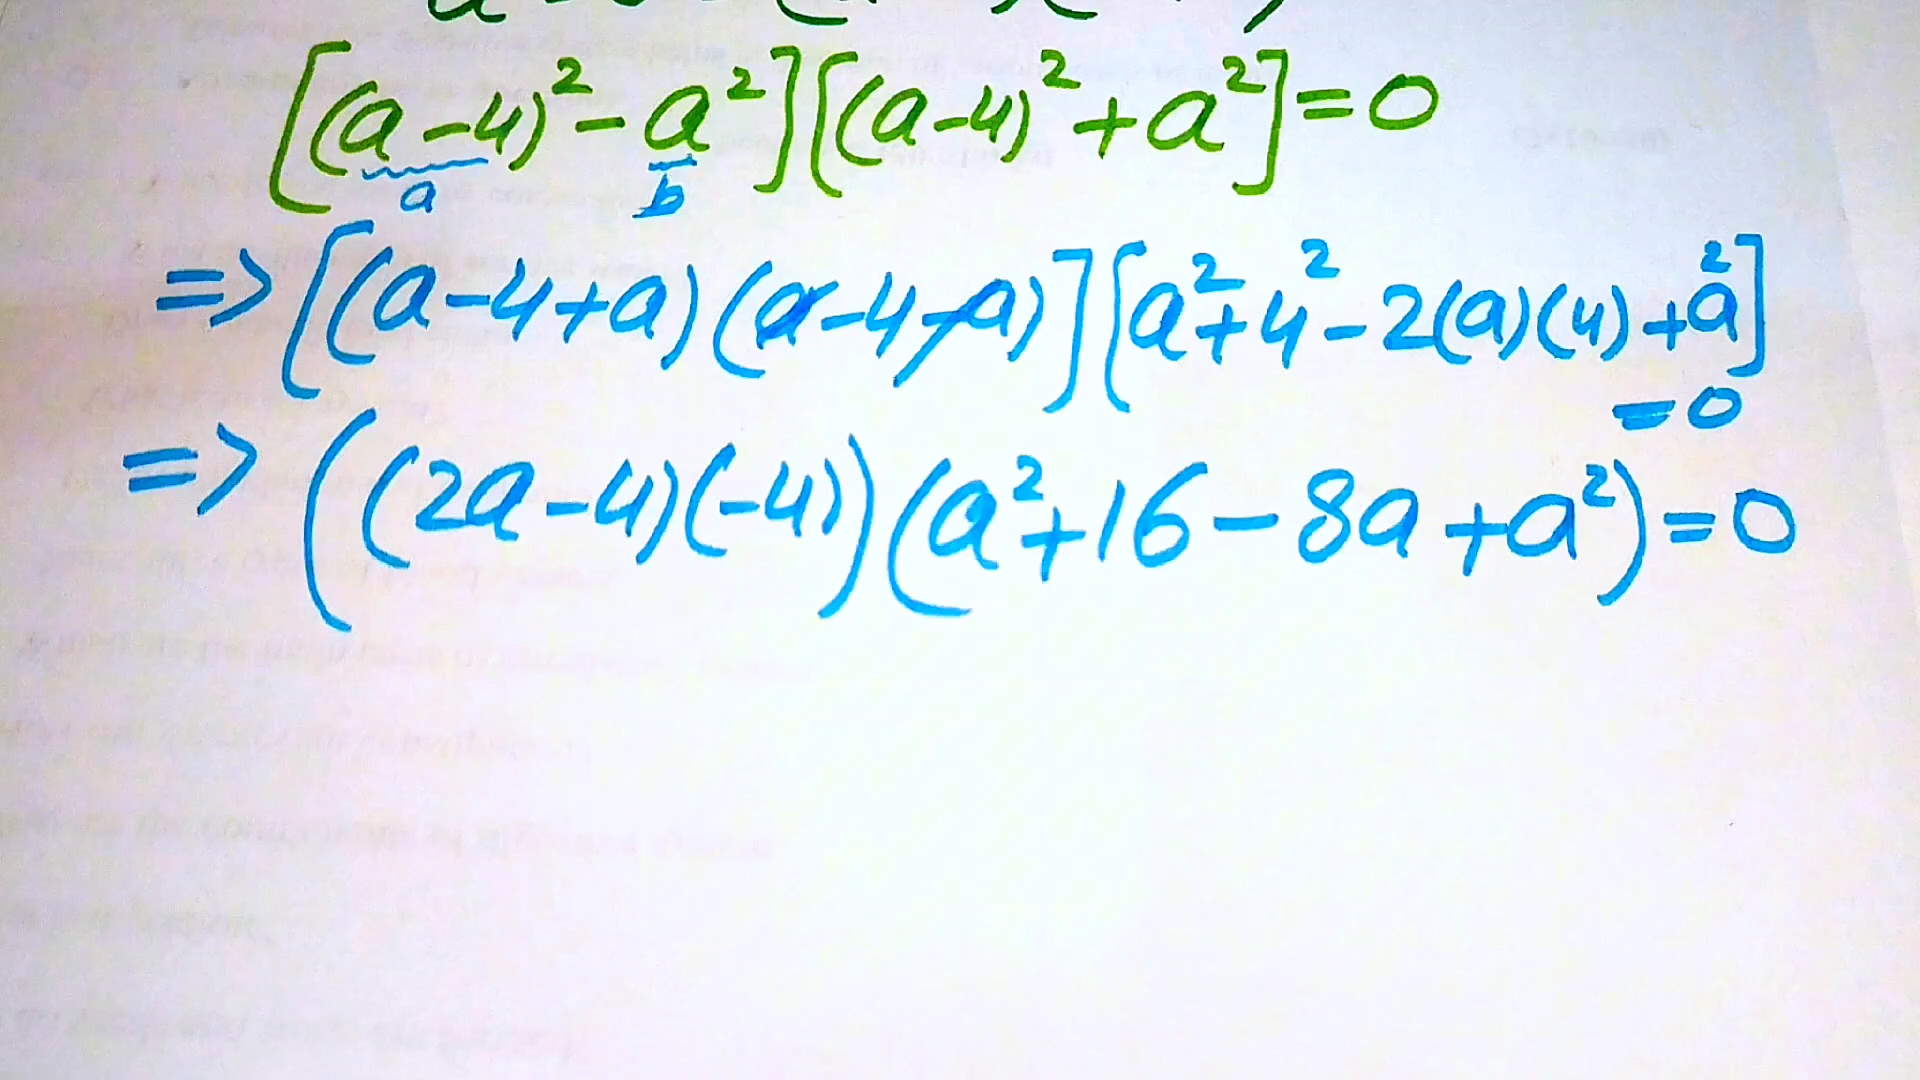 [(a-4)²-a²][(a-4)²+a²]=0
a b
=> [(a-4+a)(a-4-a)][a²+4²-2(a)(4)+a²]
=0
=> ((2a-4)(-4))(a²+16-8a+a²)=0